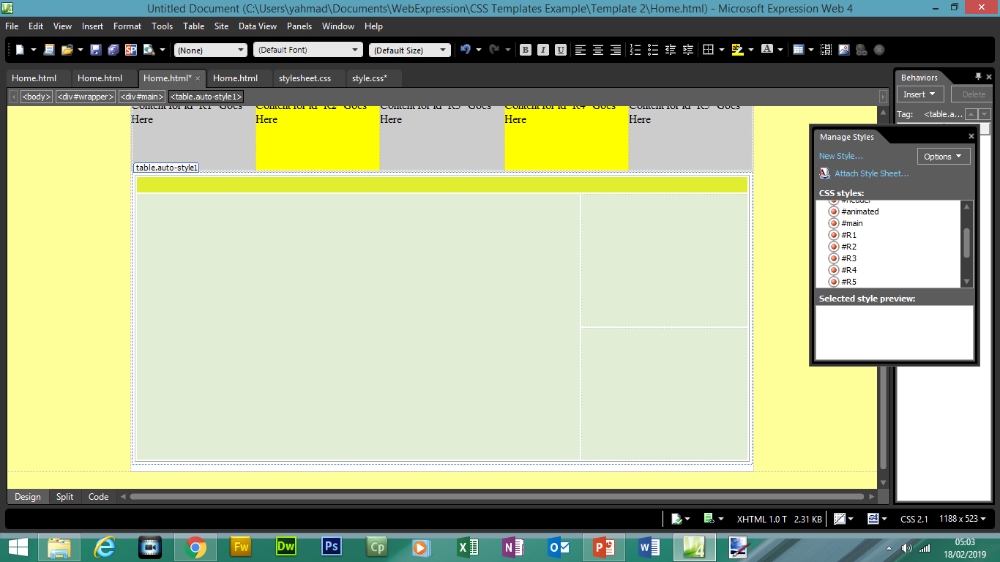 Untitled Document (C:\Users\yahmad\Documents\WebExpression\CSS Templates Example\Template 2\Home.html) - Microsoft Expression Web 4
File Edit View Insert Format Tools Table Site Data View Panels Window Help
(None) (Default Font) (Default Size)
Home.html Home.html Home.html* × Home.html stylesheet.css style.css*
<body> <div#wrapper> <div#main> <table.auto-style1>
Content for id "R1" Goes Here
Content for id "R2" Goes Here
Content for id "R3" Goes Here
Content for id "R4" Goes Here
Content for id "R5" Goes Here
table.auto-style1
Behaviors
Insert Delete
Tag: <table.a...
Manage Styles
New Style...
Options
Attach Style Sheet...
CSS styles:
#header
#animated
#main
#R1
#R2
#R3
#R4
#R5
Selected style preview:
Design Split Code
XHTML 1.0 T 2.31 KB CSS 2.1 1188 x 523
Fw Dw Ps Cp
05:03
18/02/2019